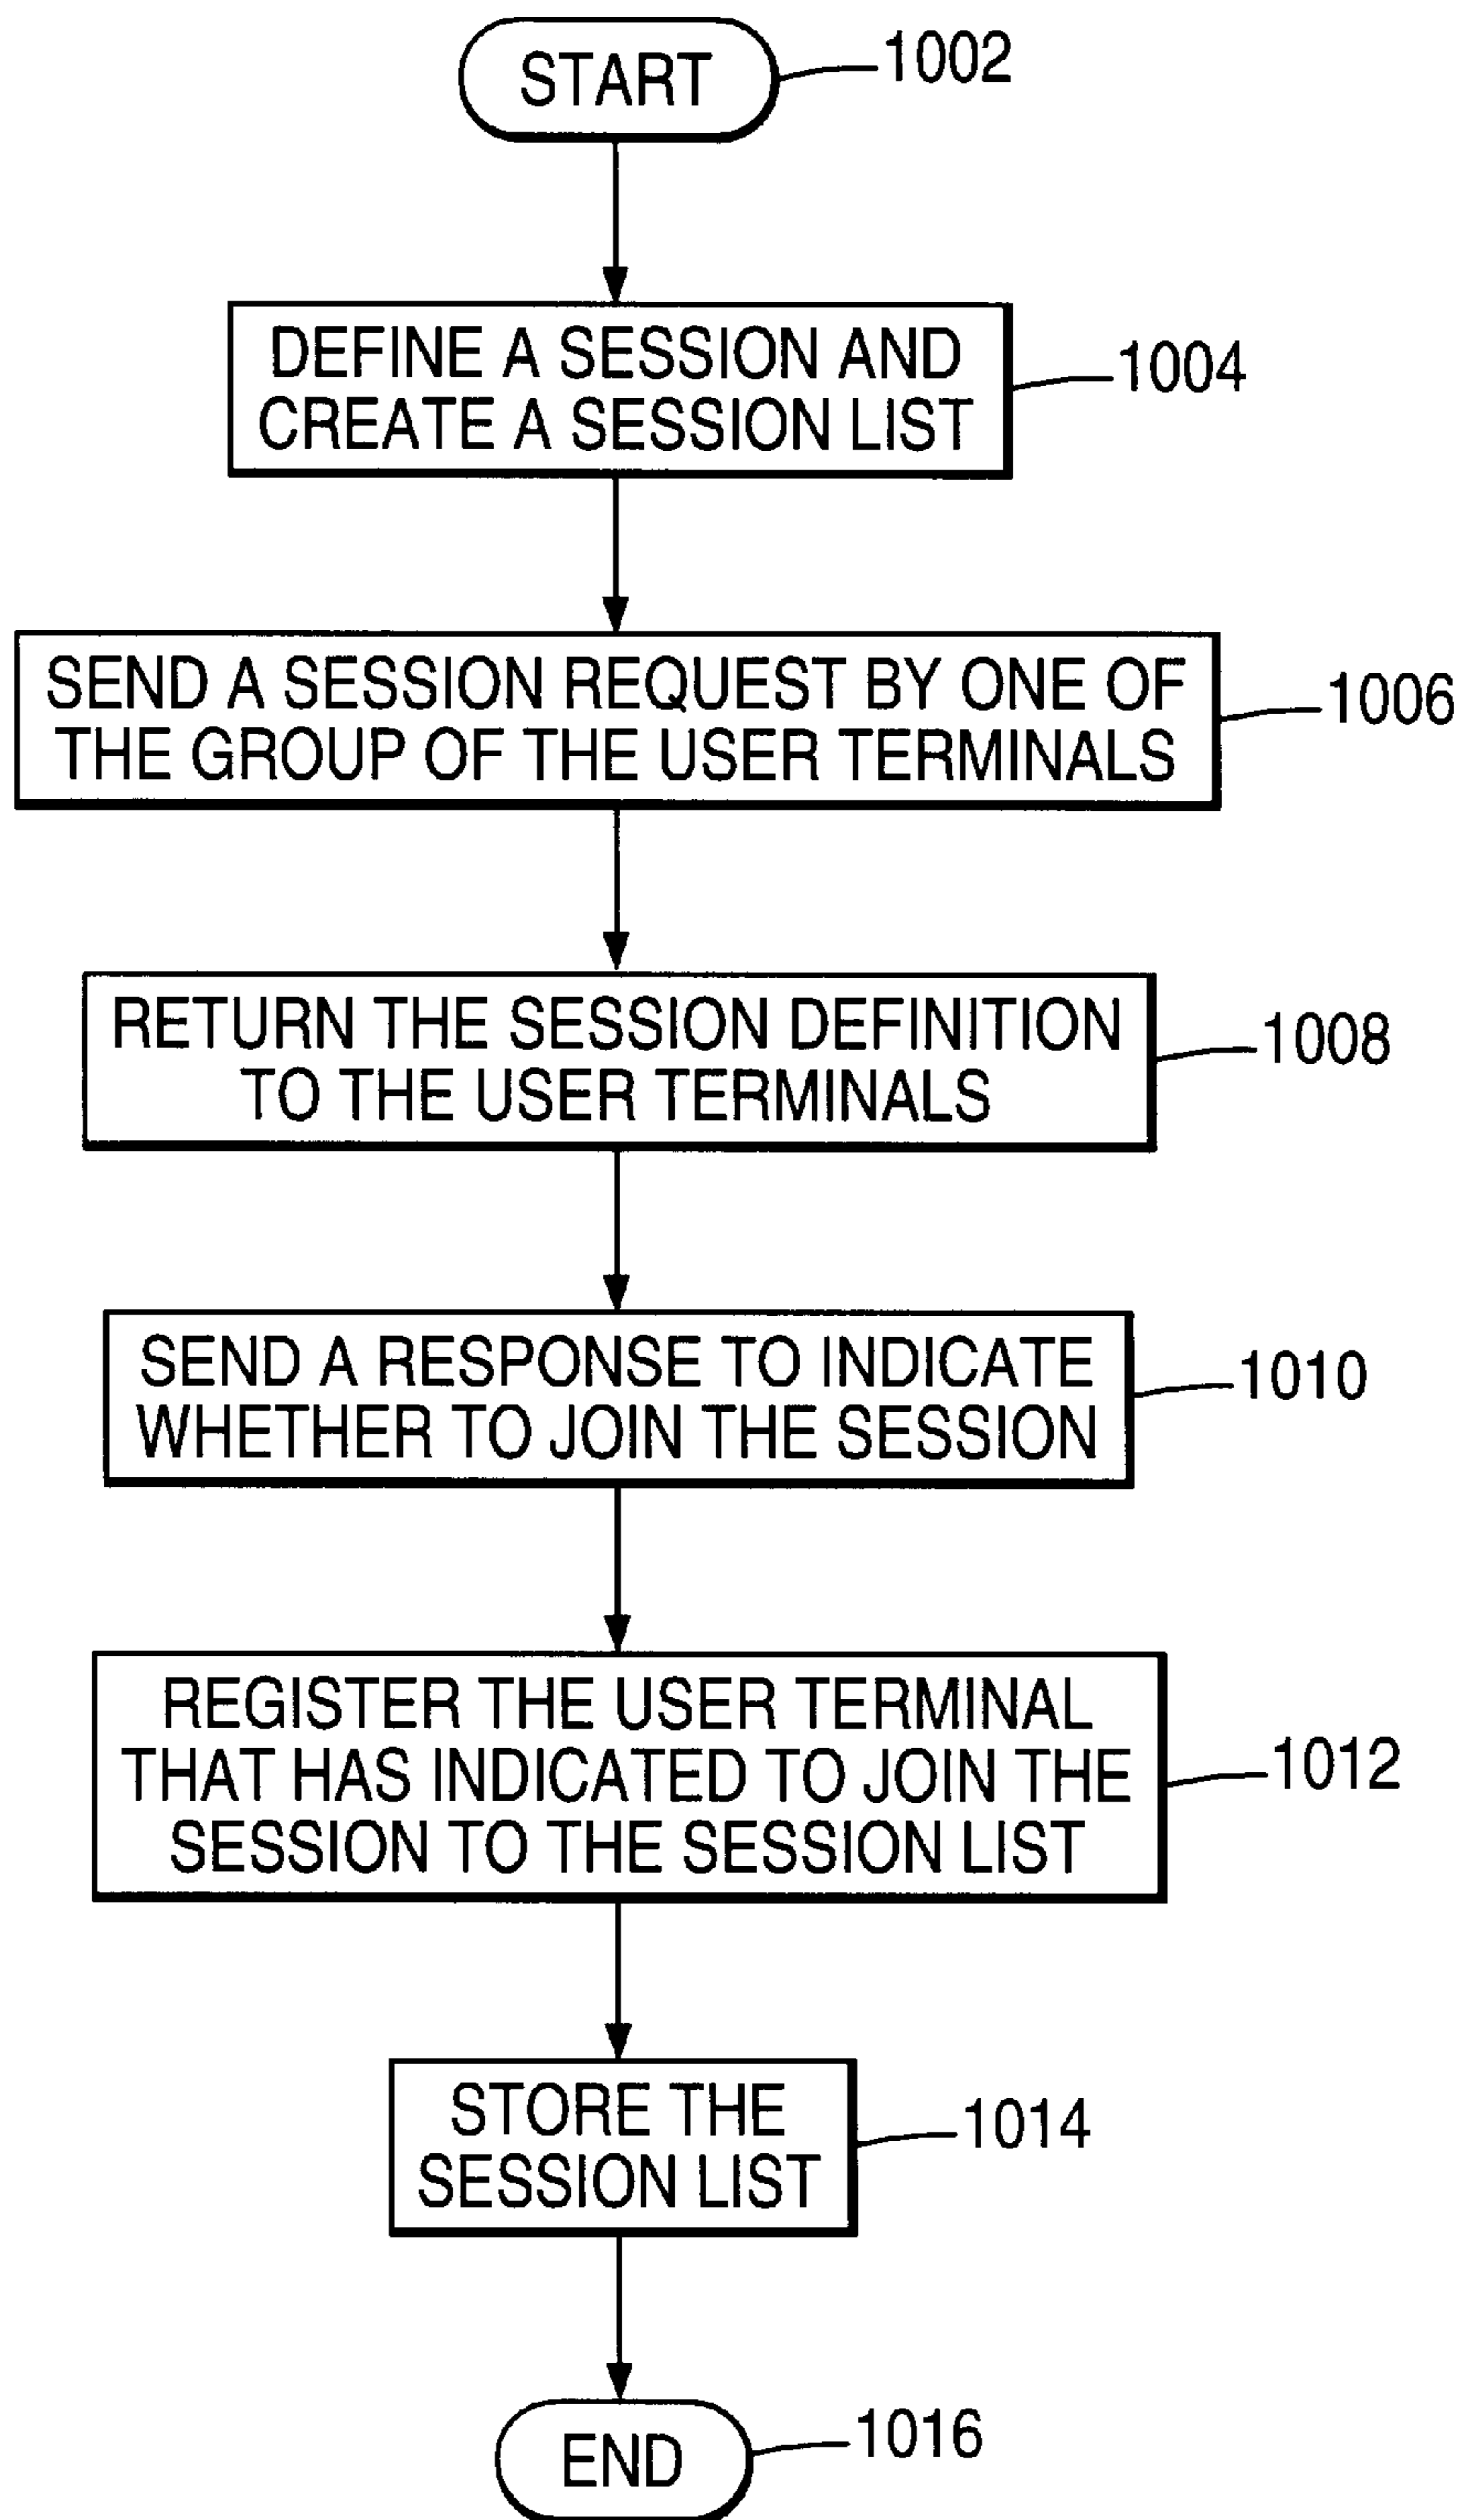 START
1002
DEFINE A SESSION AND
CREATE A SESSION LIST
1004
SEND A SESSION REQUEST BY ONE OF
THE GROUP OF THE USER TERMINALS
1006
RETURN THE SESSION DEFINITION
TO THE USER TERMINALS
1008
SEND A RESPONSE TO INDICATE
WHETHER TO JOIN THE SESSION
1010
REGISTER THE USER TERMINAL
THAT HAS INDICATED TO JOIN THE
SESSION TO THE SESSION LIST
1012
STORE THE
SESSION LIST
1014
END
1016